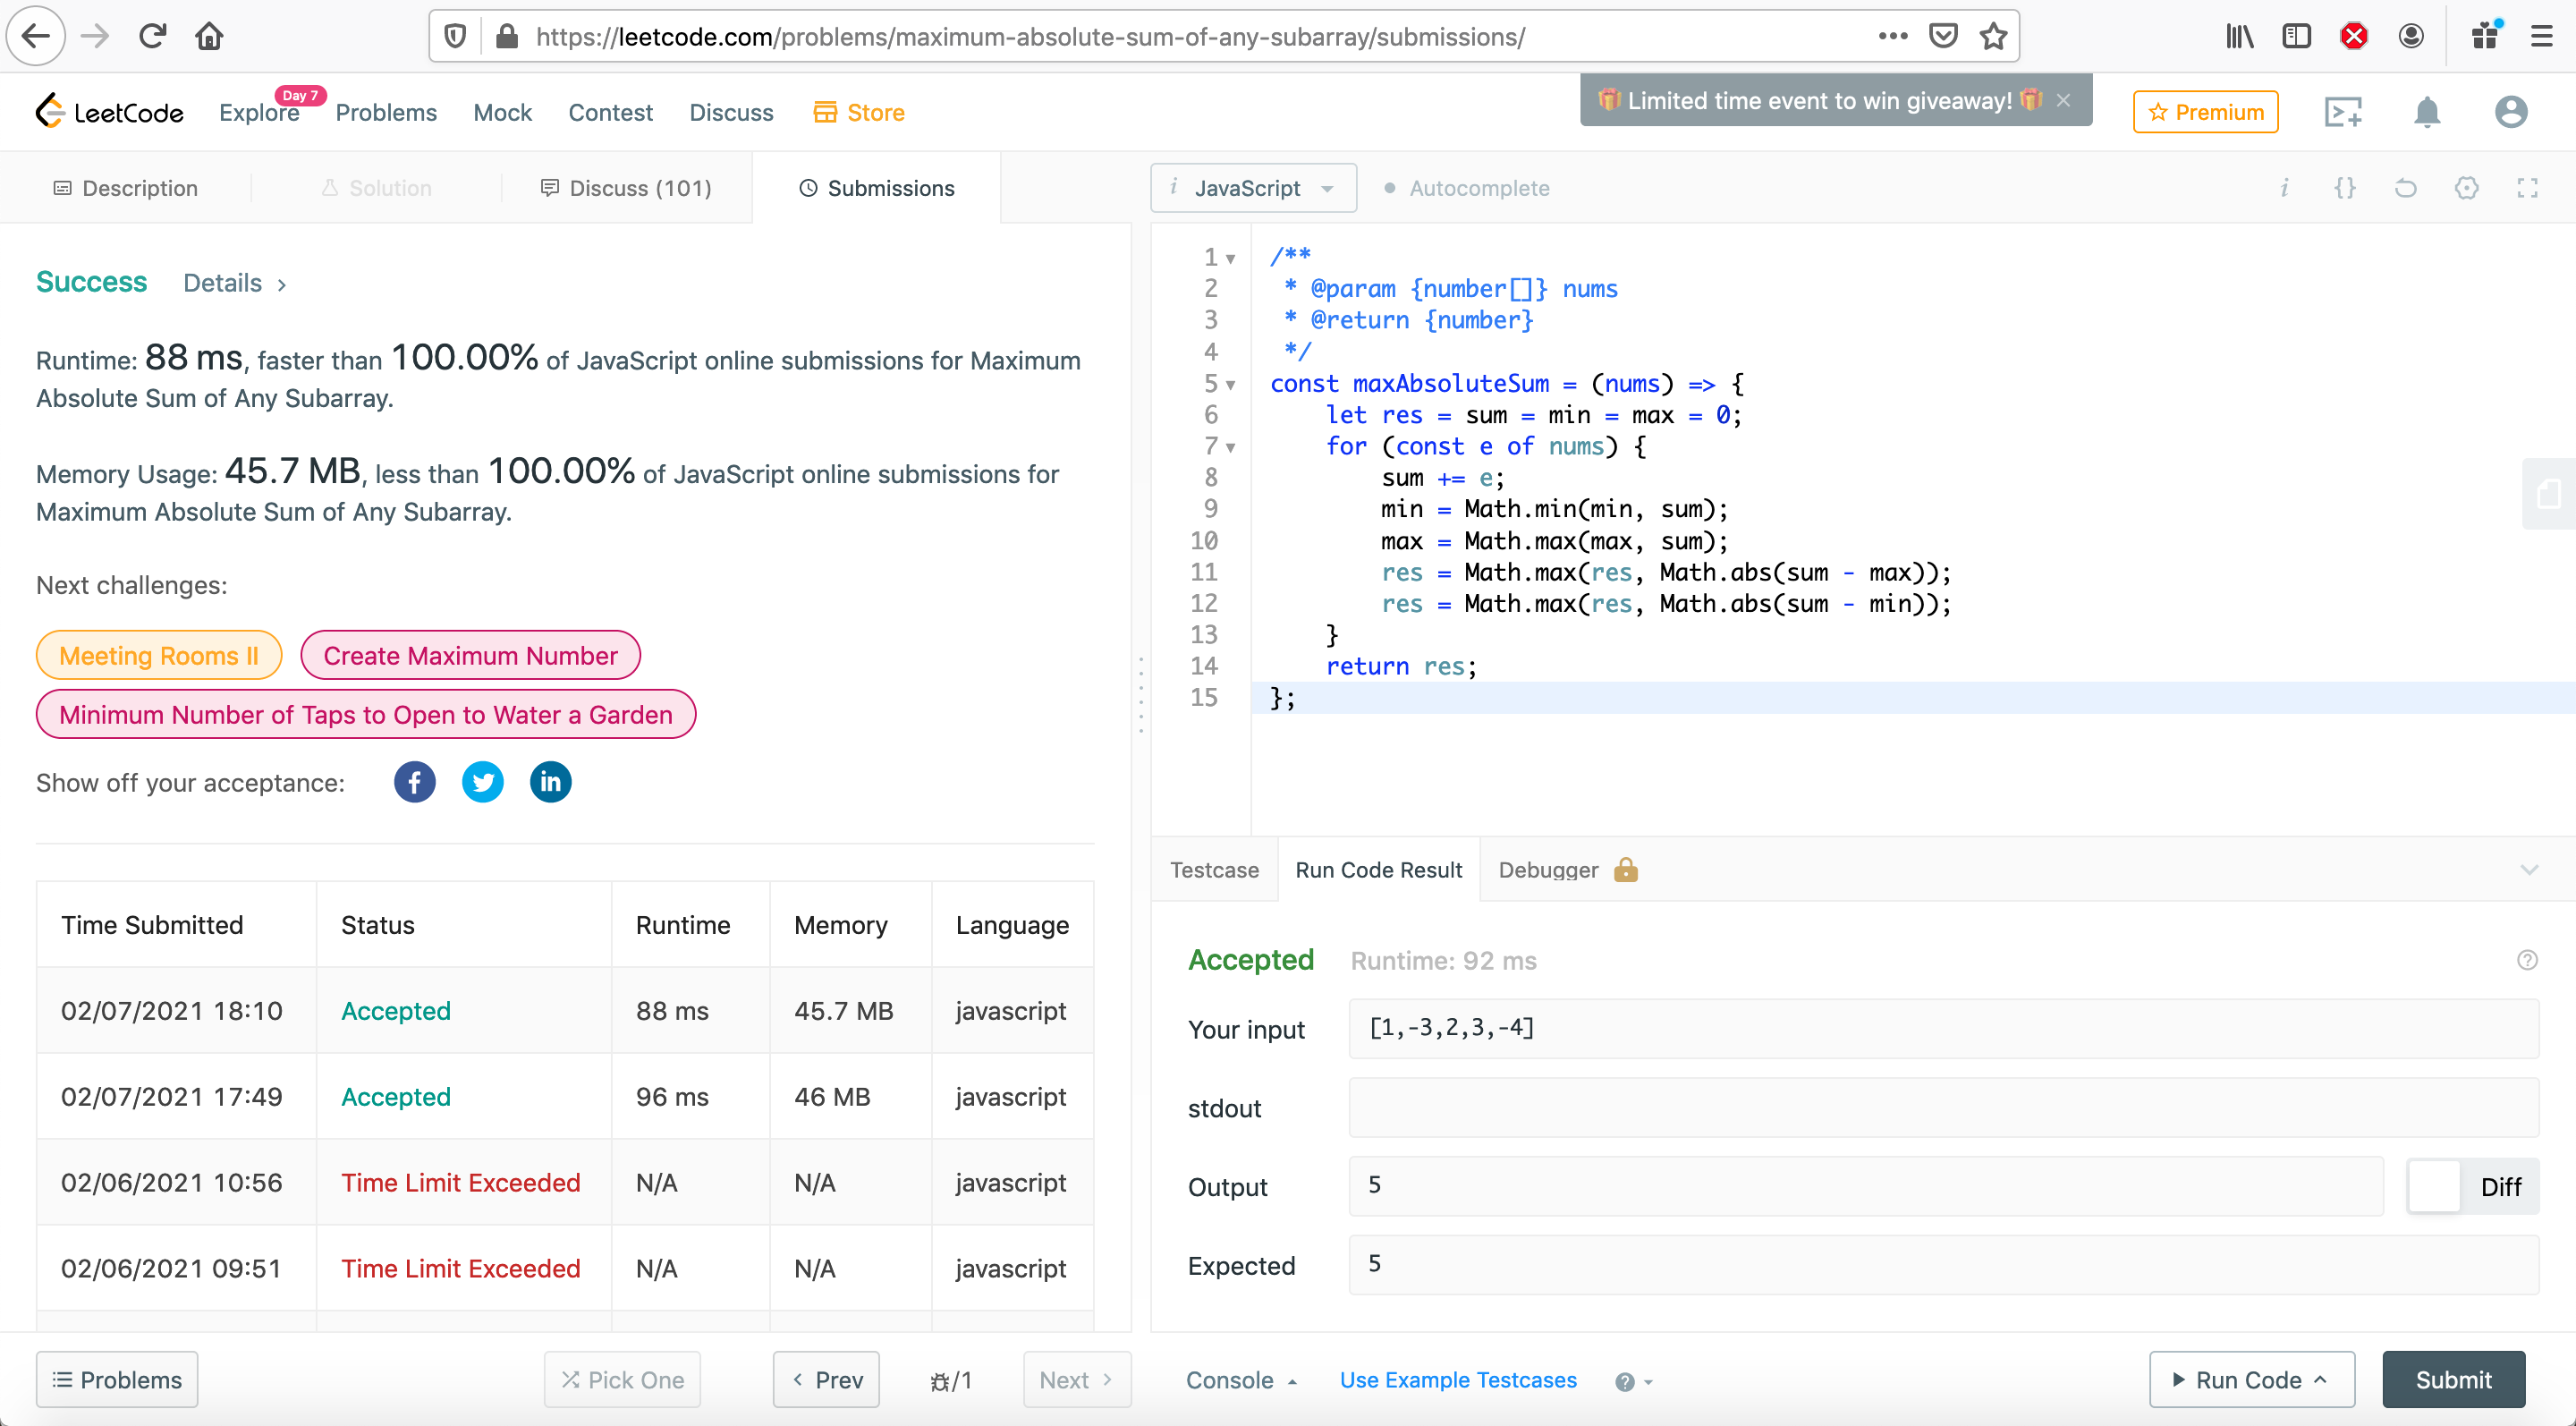 https://leetcode.com/problems/maximum-absolute-sum-of-any-subarray/submissions/
LeetCode
Explore
Day 7
Problems
Mock
Contest
Discuss
Store
Limited time event to win giveaway!
Premium
Description
Solution
Discuss (101)
Submissions
Success
Details
Runtime: 88 ms, faster than 100.00% of JavaScript online submissions for Maximum
Absolute Sum of Any Subarray.
Memory Usage: 45.7 MB, less than 100.00% of JavaScript online submissions for
Maximum Absolute Sum of Any Subarray.
Next challenges:
Meeting Rooms II
Create Maximum Number
Minimum Number of Taps to Open to Water a Garden
Show off your acceptance:
Time Submitted Status Runtime Memory Language
02/07/2021 18:10 Accepted 88 ms 45.7 MB javascript
02/07/2021 17:49 Accepted 96 ms 46 MB javascript
02/06/2021 10:56 Time Limit Exceeded N/A N/A javascript
02/06/2021 09:51 Time Limit Exceeded N/A N/A javascript
Problems
Pick One
Prev
/1
Next
i JavaScript
Autocomplete
1 /**
2  * @param {number[]} nums
3  * @return {number}
4  */
5 const maxAbsoluteSum = (nums) => {
6     let res = sum = min = max = 0;
7     for (const e of nums) {
8         sum += e;
9         min = Math.min(min, sum);
10         max = Math.max(max, sum);
11         res = Math.max(res, Math.abs(sum - max));
12         res = Math.max(res, Math.abs(sum - min));
13     }
14     return res;
15 };
Testcase
Run Code Result
Debugger
Accepted
Runtime: 92 ms
Your input
[1,-3,2,3,-4]
stdout
Output
5
Diff
Expected
5
Console
Use Example Testcases
Run Code
Submit